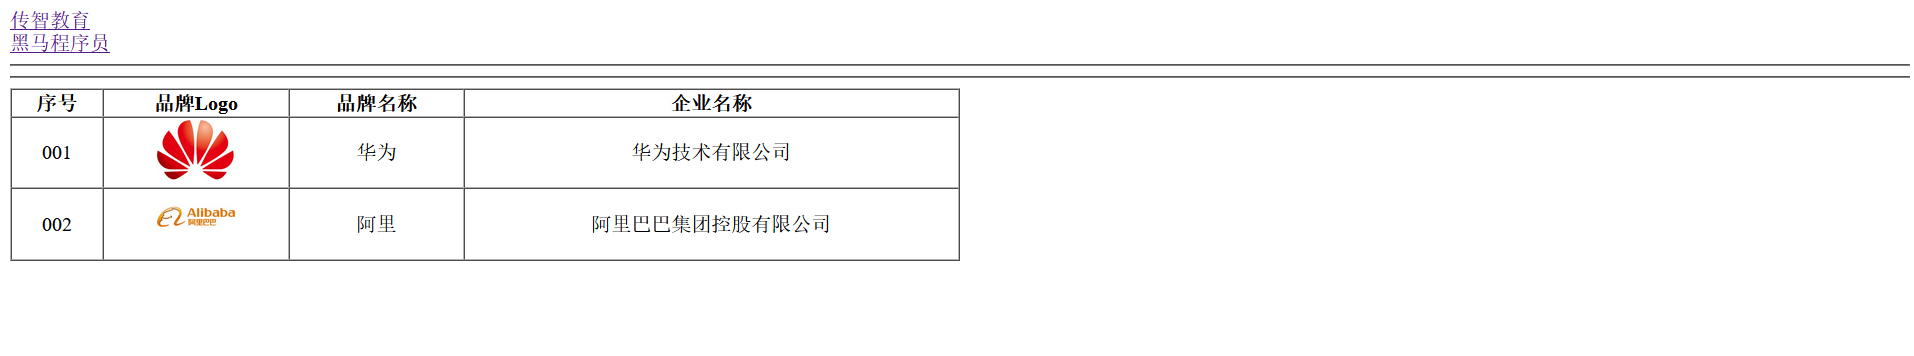 传智教育
黑马程序员
序号 品牌Logo 品牌名称 企业名称
001 华为 华为技术有限公司
Alibaba
阿里巴巴
002 阿里 阿里巴巴集团控股有限公司